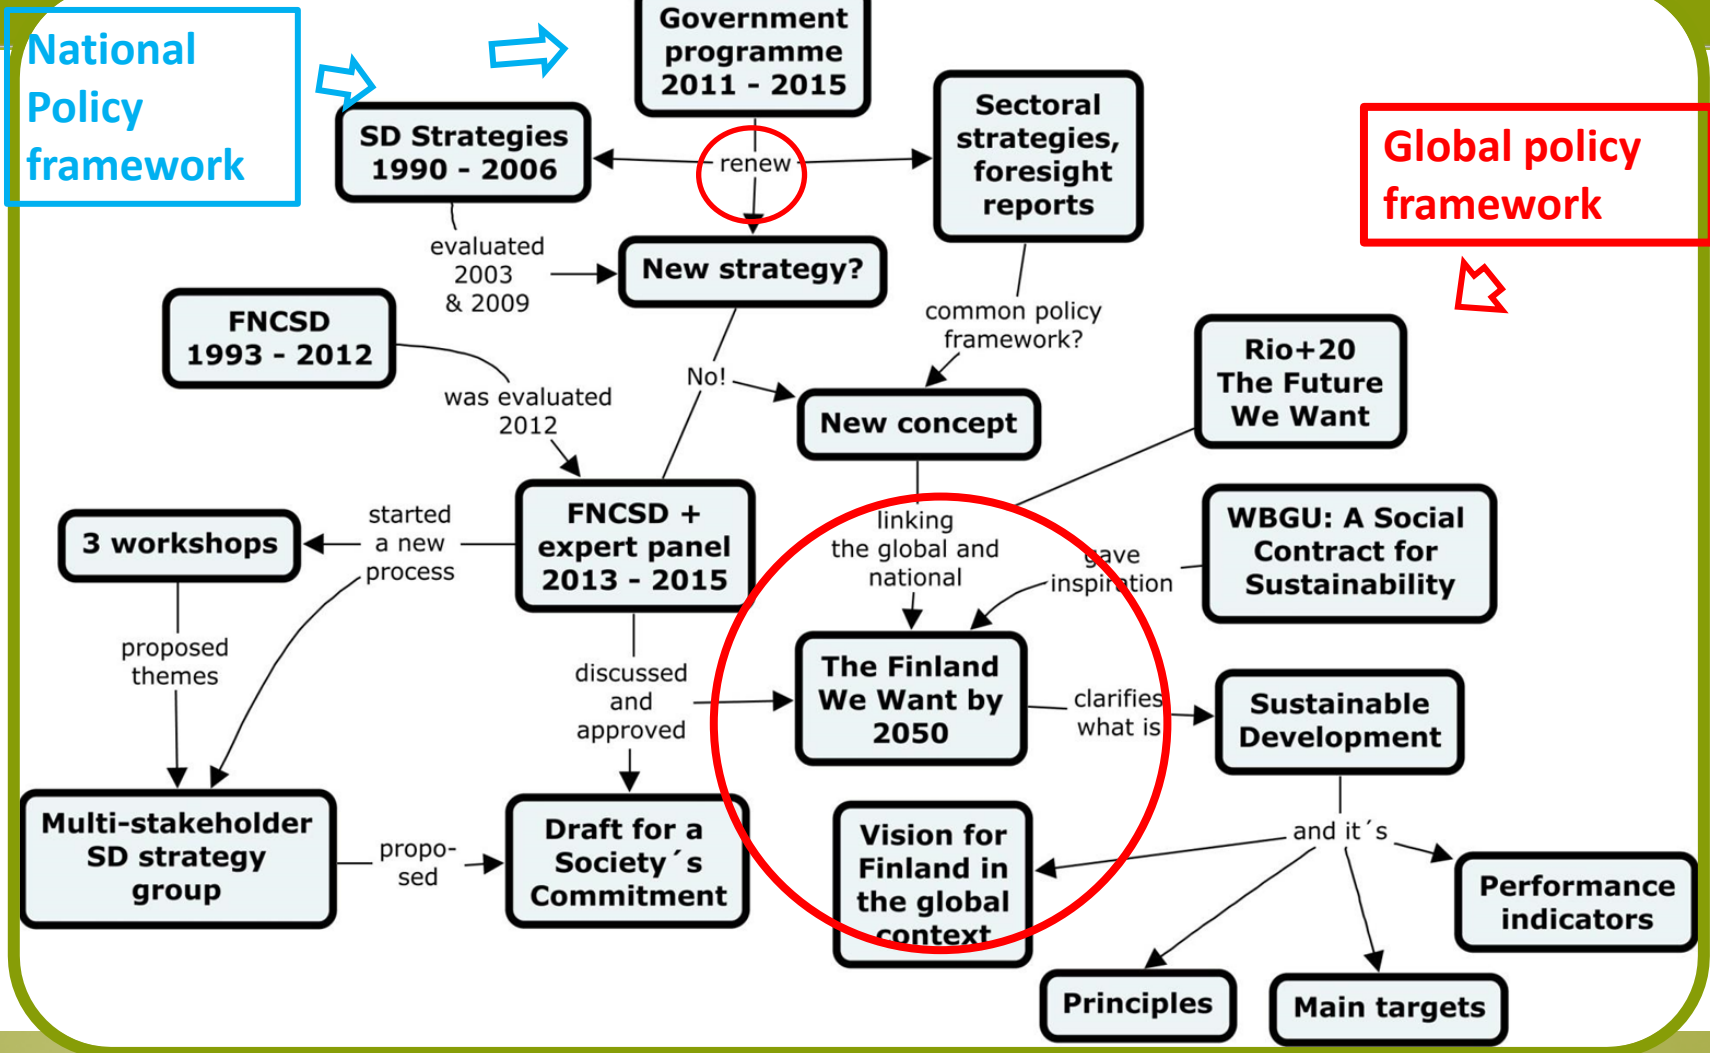 National
Policy
framework
Government
programme
2011 - 2015
SD Strategies
1990 - 2006
renew
Sectoral
strategies,
foresight
reports
Global policy
framework
evaluated
2003
& 2009
New strategy?
common policy
framework?
FNCSD
1993 - 2012
was evaluated
2012
No!
New concept
Rio+20
The Future
We Want
3 workshops
started
a new
process
FNCSD +
expert panel
2013 - 2015
linking
the global and
national
gave
inspiration
WBGU: A Social
Contract for
Sustainability
proposed
themes
discussed
and
approved
The Finland
We Want by
2050
clarifies
what is
Sustainable
Development
Multi-stakeholder
SD strategy
group
propo-
sed
Draft for a
Society´s
Commitment
Vision for
Finland in
the global
context
and it´s
Performance
indicators
Principles
Main targets